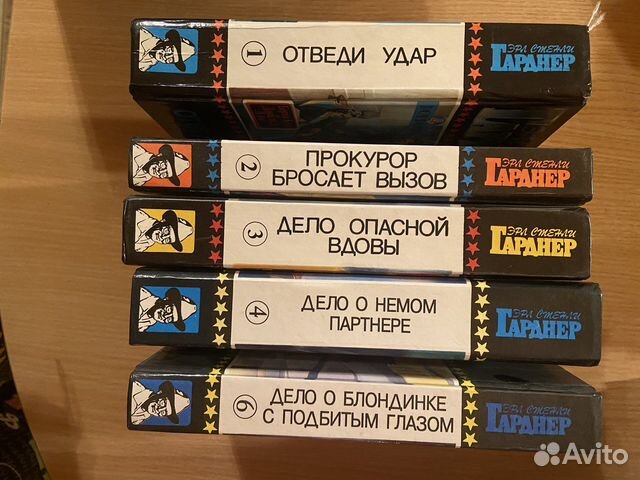 1
ОТВЕДИ УДАР
ЭРЛ СТЕНЛИ
ГАРДНЕР
2
ПРОКУРОР
БРОСАЕТ ВЫЗОВ
ЭРЛ СТЕНЛИ
ГАРДНЕР
3
ДЕЛО ОПАСНОЙ
ВДОВЫ
ЭРЛ СТЕНЛИ
ГАРДНЕР
4
ДЕЛО О НЕМОМ
ПАРТНЕРЕ
ЭРЛ СТЕНЛИ
ГАРДНЕР
6
ДЕЛО О БЛОНДИНКЕ
С ПОДБИТЫМ ГЛАЗОМ
ЭРЛ СТЕНЛИ
ГАРДНЕР
Avito